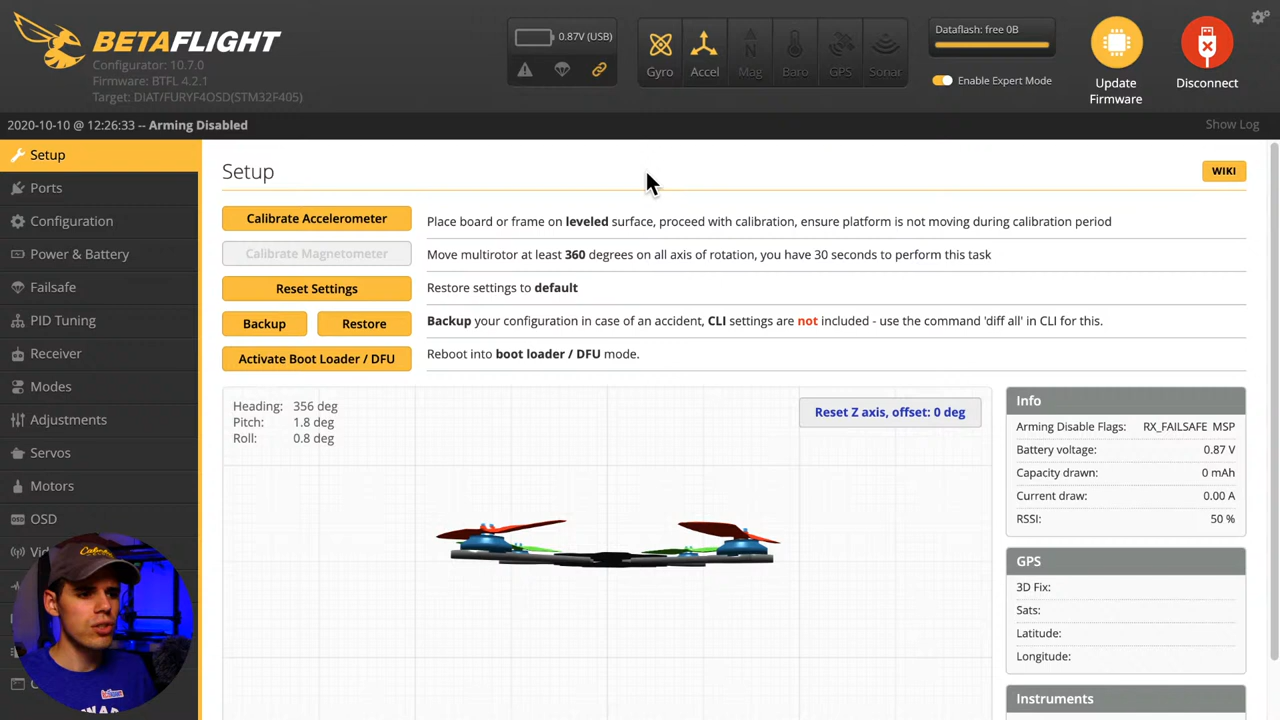 BETAFLIGHT
Configurator: 10.7.0
Firmware: BTFL 4.2.1
Target: DIAT/FURYF4OSD(STM32F405)
0.87V (USB)
Gyro
Accel
Mag
Baro
GPS
Sonar
Dataflash: free 0B
Enable Expert Mode
Update
Firmware
Disconnect
2020-10-10 @ 12:26:33 -- Arming Disabled
Show Log
Setup
Ports
Configuration
Power & Battery
Failsafe
PID Tuning
Receiver
Modes
Adjustments
Servos
Motors
OSD
Setup
WIKI
Calibrate Accelerometer
Place board or frame on leveled surface, proceed with calibration, ensure platform is not moving during calibration period
Calibrate Magnetometer
Move multirotor at least 360 degrees on all axis of rotation, you have 30 seconds to perform this task
Reset Settings
Restore settings to default
Backup
Restore
Backup your configuration in case of an accident, CLI settings are not included - use the command 'diff all' in CLI for this.
Activate Boot Loader / DFU
Reboot into boot loader / DFU mode.
Heading: 356 deg
Pitch: 1.8 deg
Roll: 0.8 deg
Reset Z axis, offset: 0 deg
Info
Arming Disable Flags: RX_FAILSAFE MSP
Battery voltage: 0.87 V
Capacity drawn: 0 mAh
Current draw: 0.00 A
RSSI: 50 %
GPS
3D Fix:
Sats:
Latitude:
Longitude:
Instruments